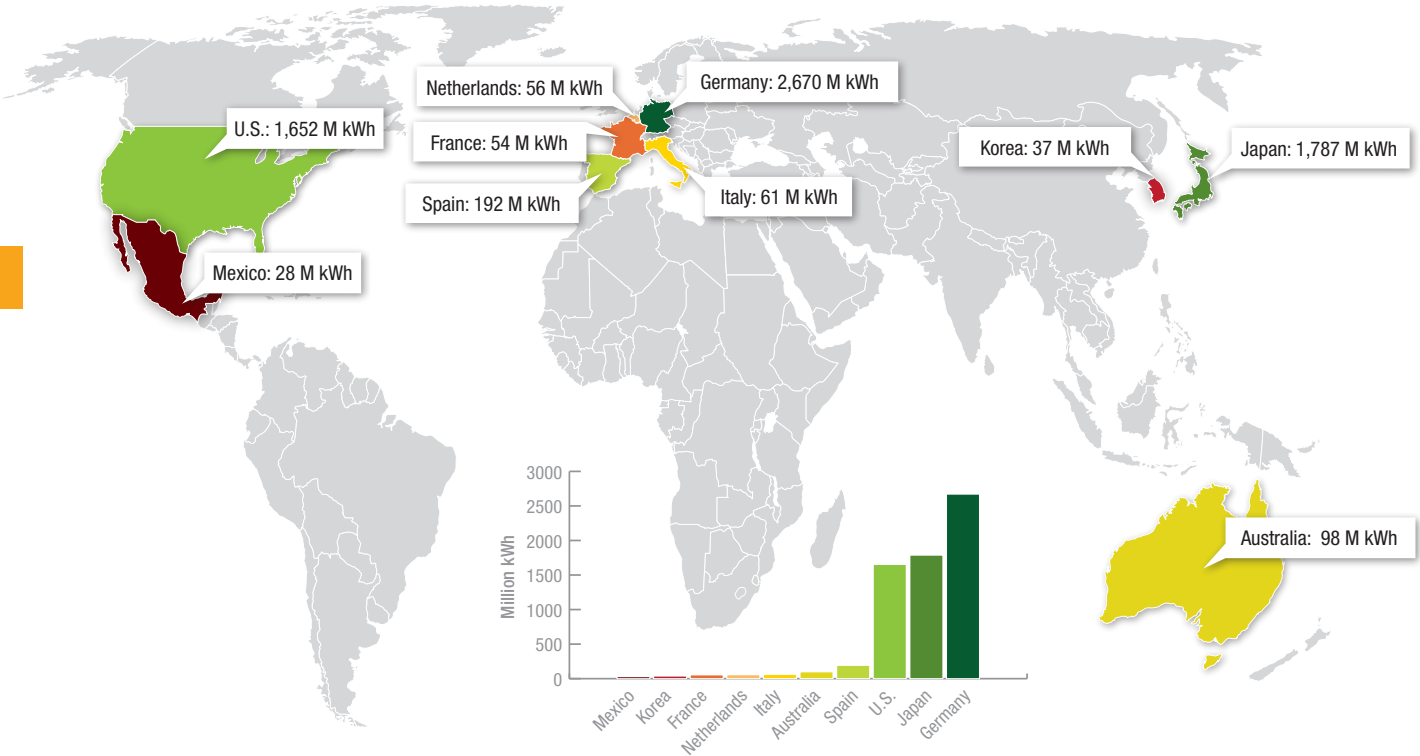 Netherlands: 56 M kWh
Germany: 2,670 M kWh
U.S.: 1,652 M kWh
France: 54 M kWh
Korea: 37 M kWh
Japan: 1,787 M kWh
Spain: 192 M kWh
Italy: 61 M kWh
Mexico: 28 M kWh
Australia: 98 M kWh
Million kWh
3000
2500
2000
1500
1000
500
0
Mexico
Korea
France
Netherlands
Italy
Australia
Spain
U.S.
Japan
Germany